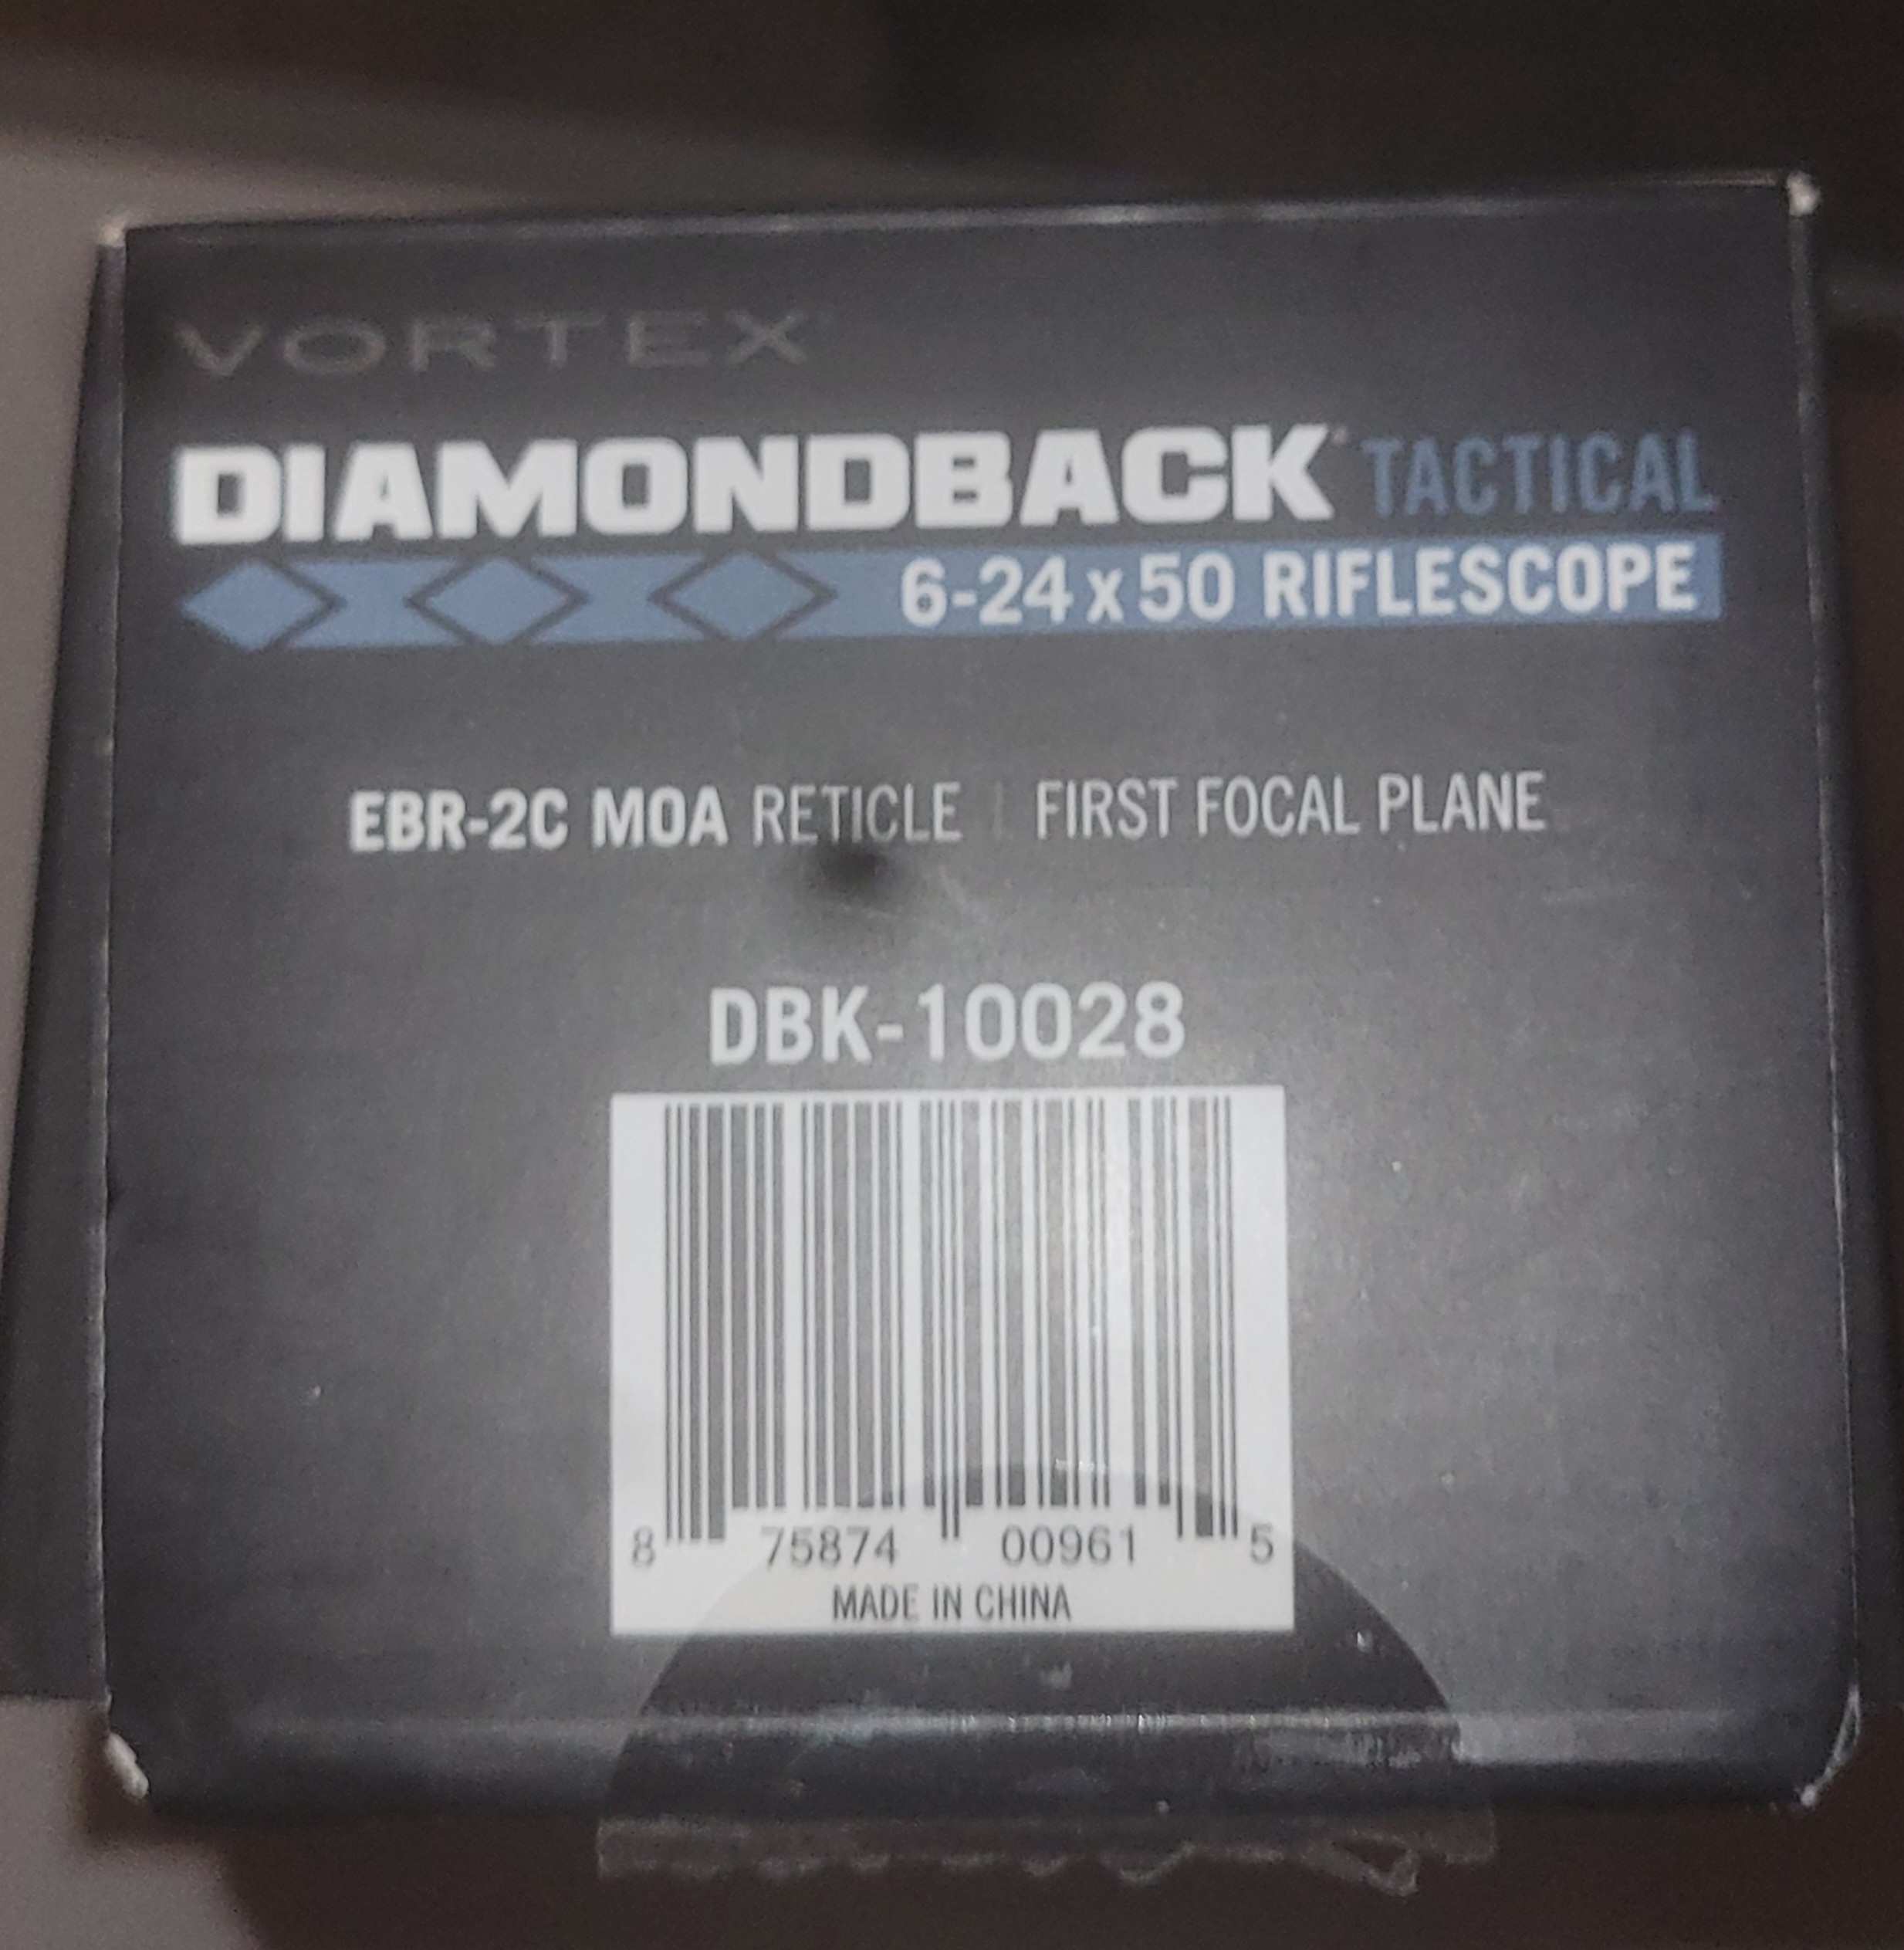 VORTEX
DIAMONDBACK® TACTICAL
6-24x50 RIFLESCOPE
EBR-2C MOA RETICLE | FIRST FOCAL PLANE
DBK-10028
8 75874 00961 5
MADE IN CHINA